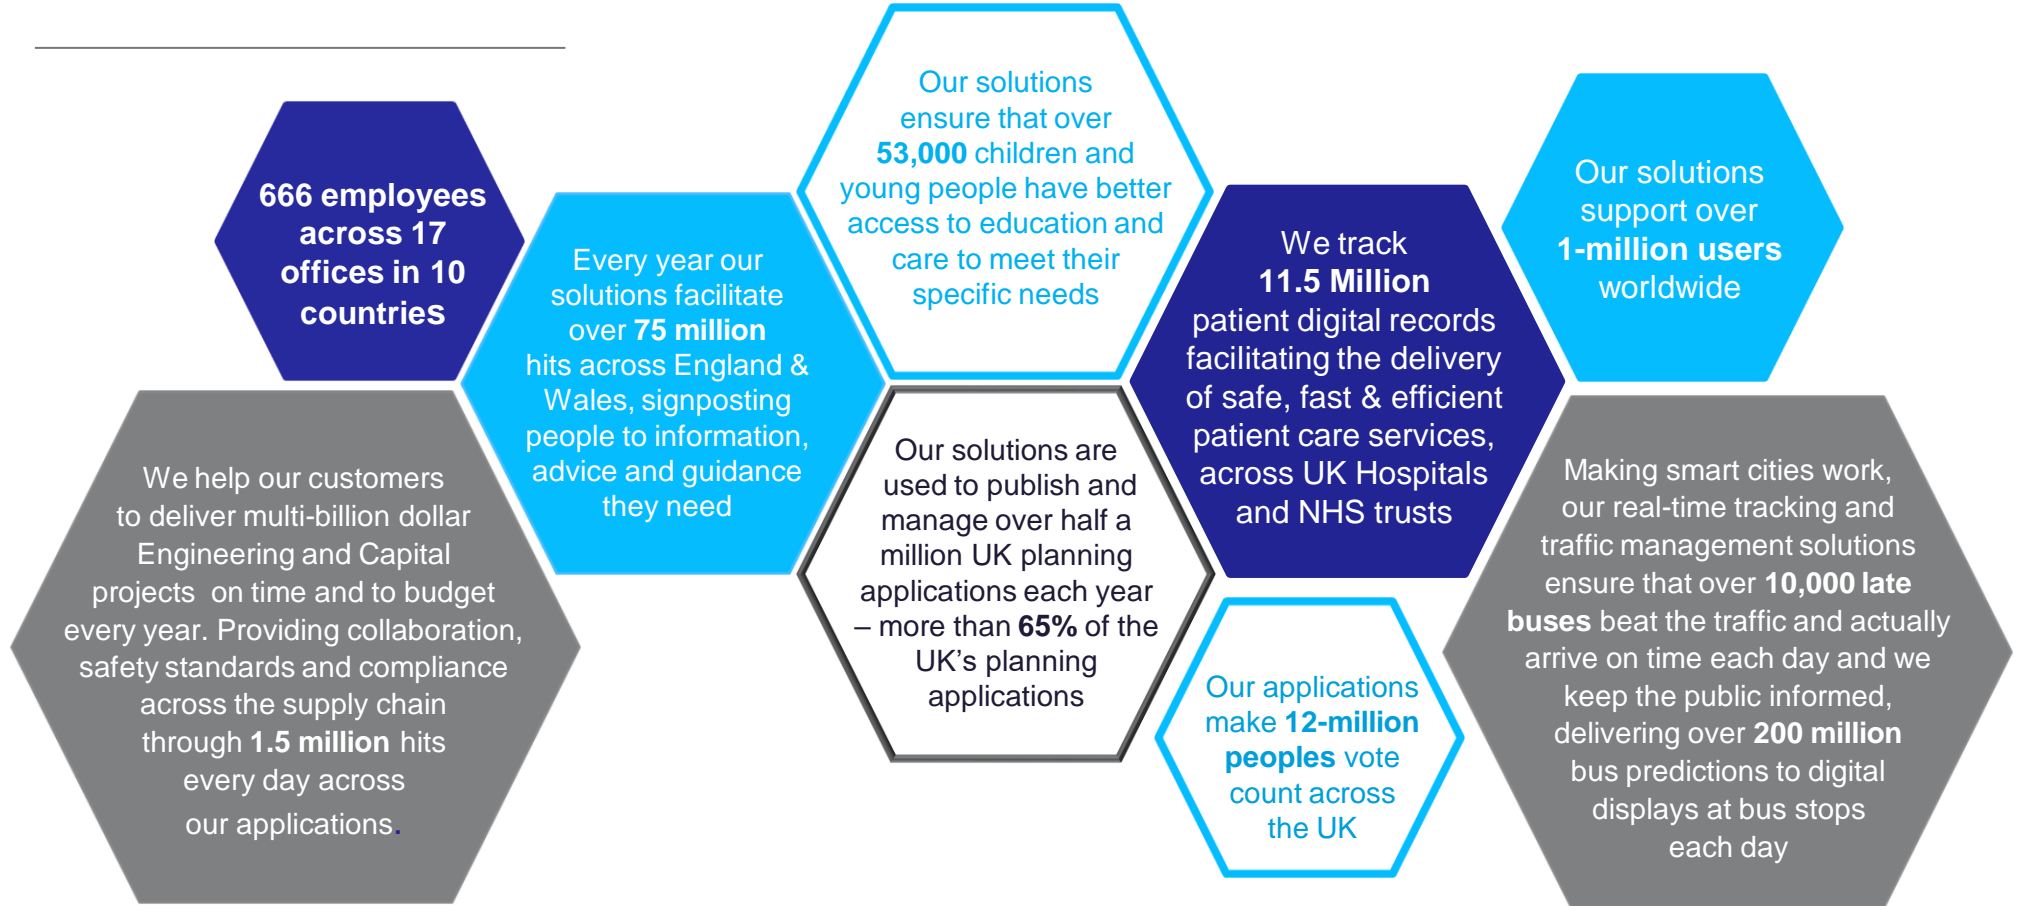 666 employees
across 17
offices in 10
countries
We help our customers
to deliver multi-billion dollar
Engineering and Capital
projects on time and to budget
every year. Providing collaboration,
safety standards and compliance
across the supply chain
through 1.5 million hits
every day across
our applications.
Every year our
solutions facilitate
over 75 million
hits across England &
Wales, signposting
people to information,
advice and guidance
they need
Our solutions
ensure that over
53,000 children and
young people have better
access to education and
care to meet their
specific needs
Our solutions are
used to publish and
manage over half a
million UK planning
applications each year
– more than 65% of the
UK’s planning
applications
We track
11.5 Million
patient digital records
facilitating the delivery
of safe, fast & efficient
patient care services,
across UK Hospitals
and NHS trusts
Our applications
make 12-million
peoples vote
count across
the UK
Our solutions
support over
1-million users
worldwide
Making smart cities work,
our real-time tracking and
traffic management solutions
ensure that over 10,000 late
buses beat the traffic and actually
arrive on time each day and we
keep the public informed,
delivering over 200 million
bus predictions to digital
displays at bus stops
each day